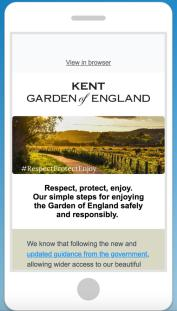 View in browser
KENT
GARDEN of ENGLAND
#RespectProtectEnjoy
Respect, protect, enjoy.
Our simple steps for enjoying
the Garden of England safely
and responsibly.
We know that following the new and
updated guidance from the government,
allowing wider access to our beautiful